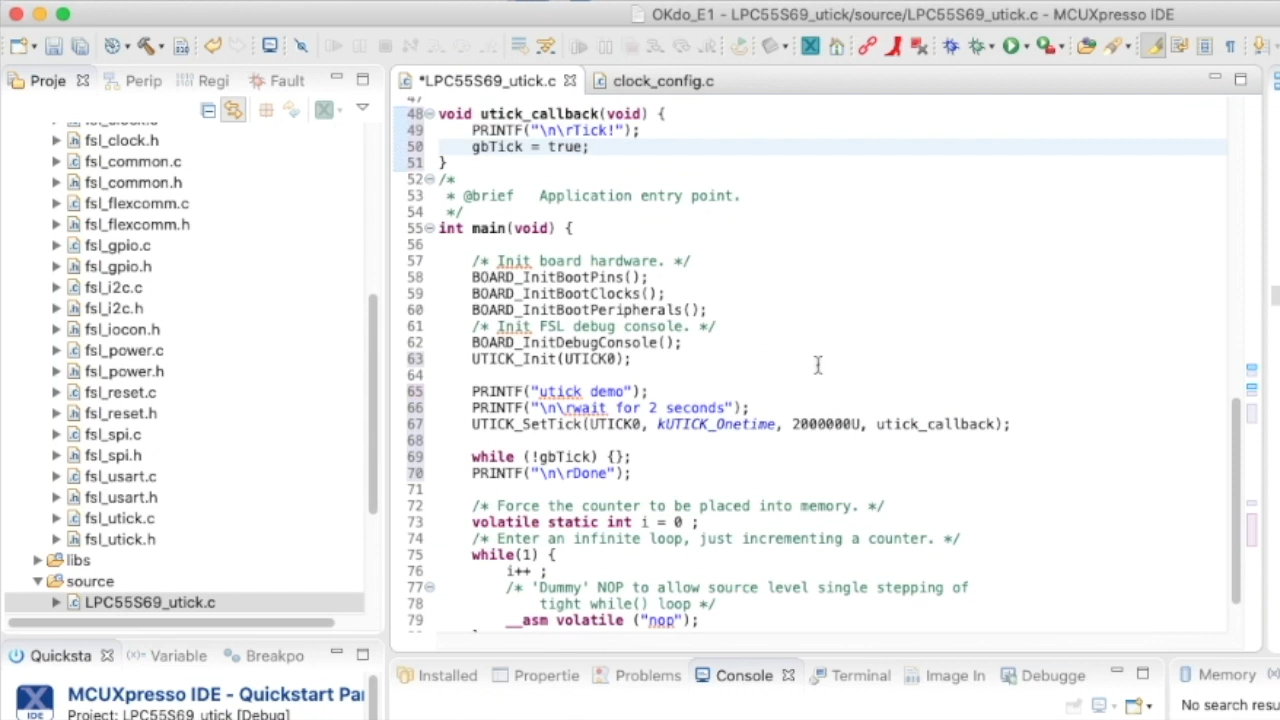 OKdo_E1 - LPC55S69_utick/source/LPC55S69_utick.c - MCUXpresso IDE
Proje Perip Regi Fault
fsl_clock.h
fsl_common.c
fsl_common.h
fsl_flexcomm.c
fsl_flexcomm.h
fsl_gpio.c
fsl_gpio.h
fsl_i2c.c
fsl_i2c.h
fsl_iocon.h
fsl_power.c
fsl_power.h
fsl_reset.c
fsl_reset.h
fsl_spi.c
fsl_spi.h
fsl_usart.c
fsl_usart.h
fsl_utick.c
fsl_utick.h
libs
source
LPC55S69_utick.c
*LPC55S69_utick.c clock_config.c
47
48 void utick_callback(void) {
49 PRINTF("\n\rTick!");
50 gbTick = true;
51 }
52 /*
53 * @brief Application entry point.
54 */
55 int main(void) {
56
57 /* Init board hardware. */
58 BOARD_InitBootPins();
59 BOARD_InitBootClocks();
60 BOARD_InitBootPeripherals();
61 /* Init FSL debug console. */
62 BOARD_InitDebugConsole();
63 UTICK_Init(UTICK0);
64
65 PRINTF("utick demo");
66 PRINTF("\n\rwait for 2 seconds");
67 UTICK_SetTick(UTICK0, kUTICK_Onetime, 2000000U, utick_callback);
68
69 while (!gbTick) {};
70 PRINTF("\n\rDone");
71
72 /* Force the counter to be placed into memory. */
73 volatile static int i = 0 ;
74 /* Enter an infinite loop, just incrementing a counter. */
75 while(1) {
76 i++ ;
77 /* 'Dummy' NOP to allow source level single stepping of
78 tight while() loop */
79 __asm volatile ("nop");
Quicksta (x)= Variable Breakpo
MCUXpresso IDE - Quickstart Par
IDE Project: LPC55S69_utick [Debug]
Installed Propertie Problems Console Terminal Image In Debugge
Memory
No search resu